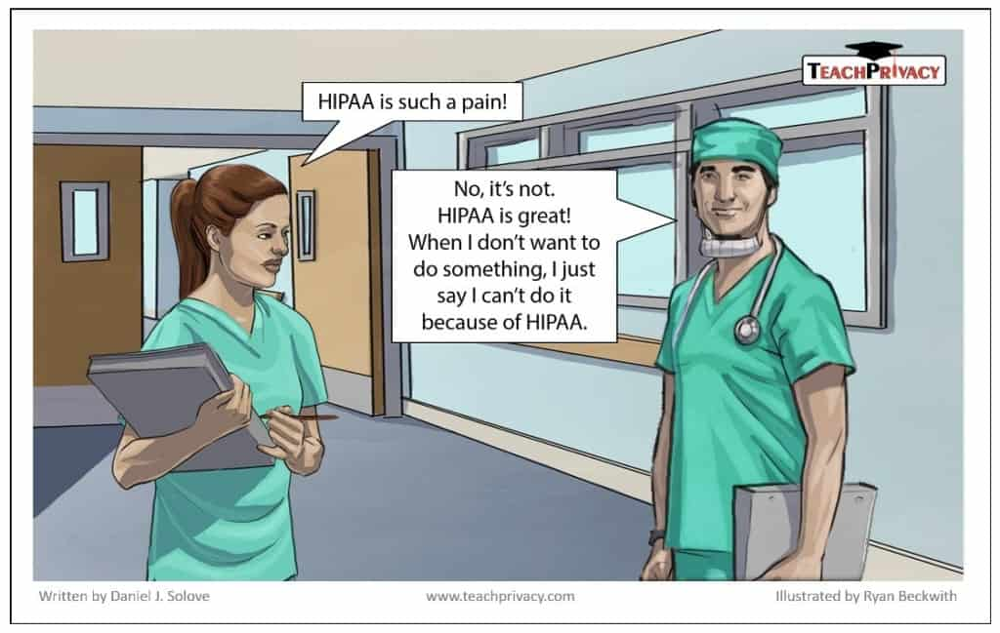 TEACHPRIVACY
HIPAA is such a pain!
No, it's not.
HIPAA is great!
When I don't want to
do something, I just
say I can't do it
because of HIPAA.
Written by Daniel J. Solove
www.teachprivacy.com
Illustrated by Ryan Beckwith